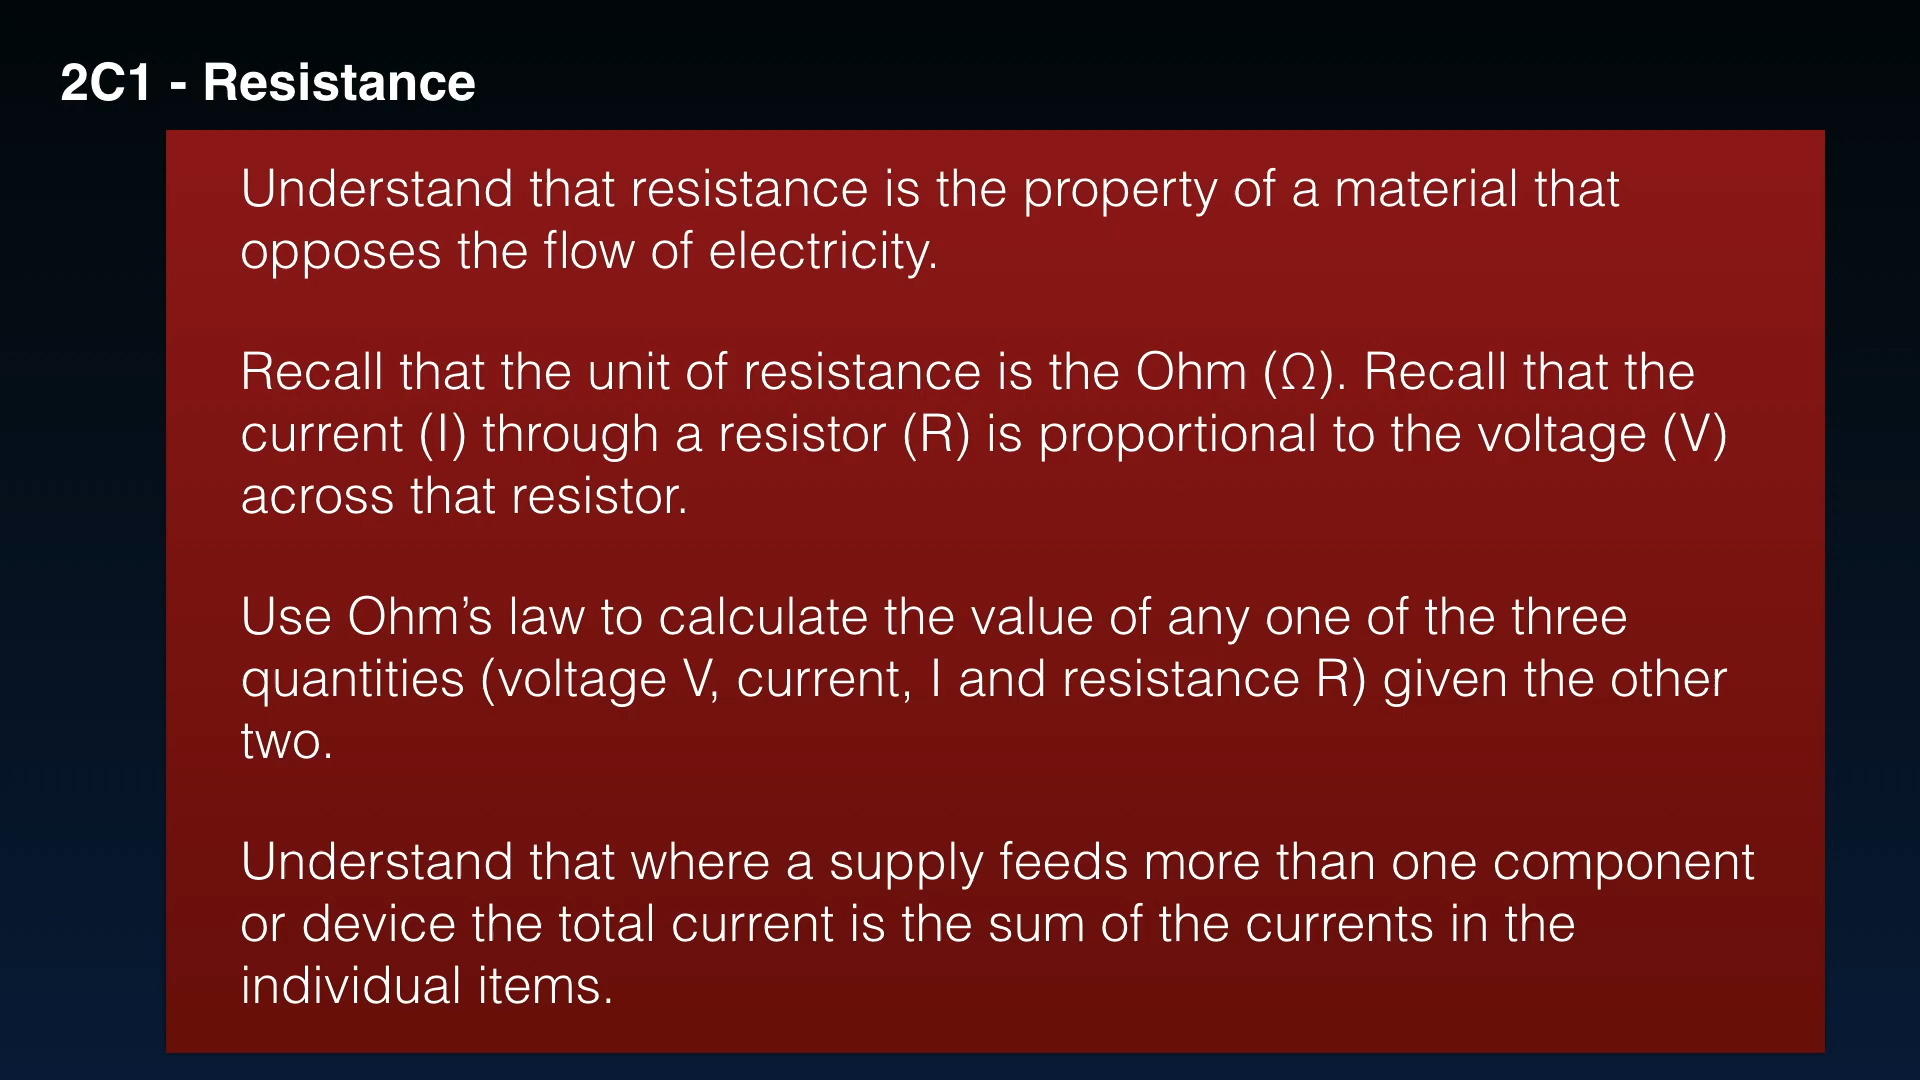 2C1 - Resistance
Understand that resistance is the property of a material that
opposes the flow of electricity.
Recall that the unit of resistance is the Ohm (Ω). Recall that the
current (I) through a resistor (R) is proportional to the voltage (V)
across that resistor.
Use Ohm’s law to calculate the value of any one of the three
quantities (voltage V, current, I and resistance R) given the other
two.
Understand that where a supply feeds more than one component
or device the total current is the sum of the currents in the
individual items.